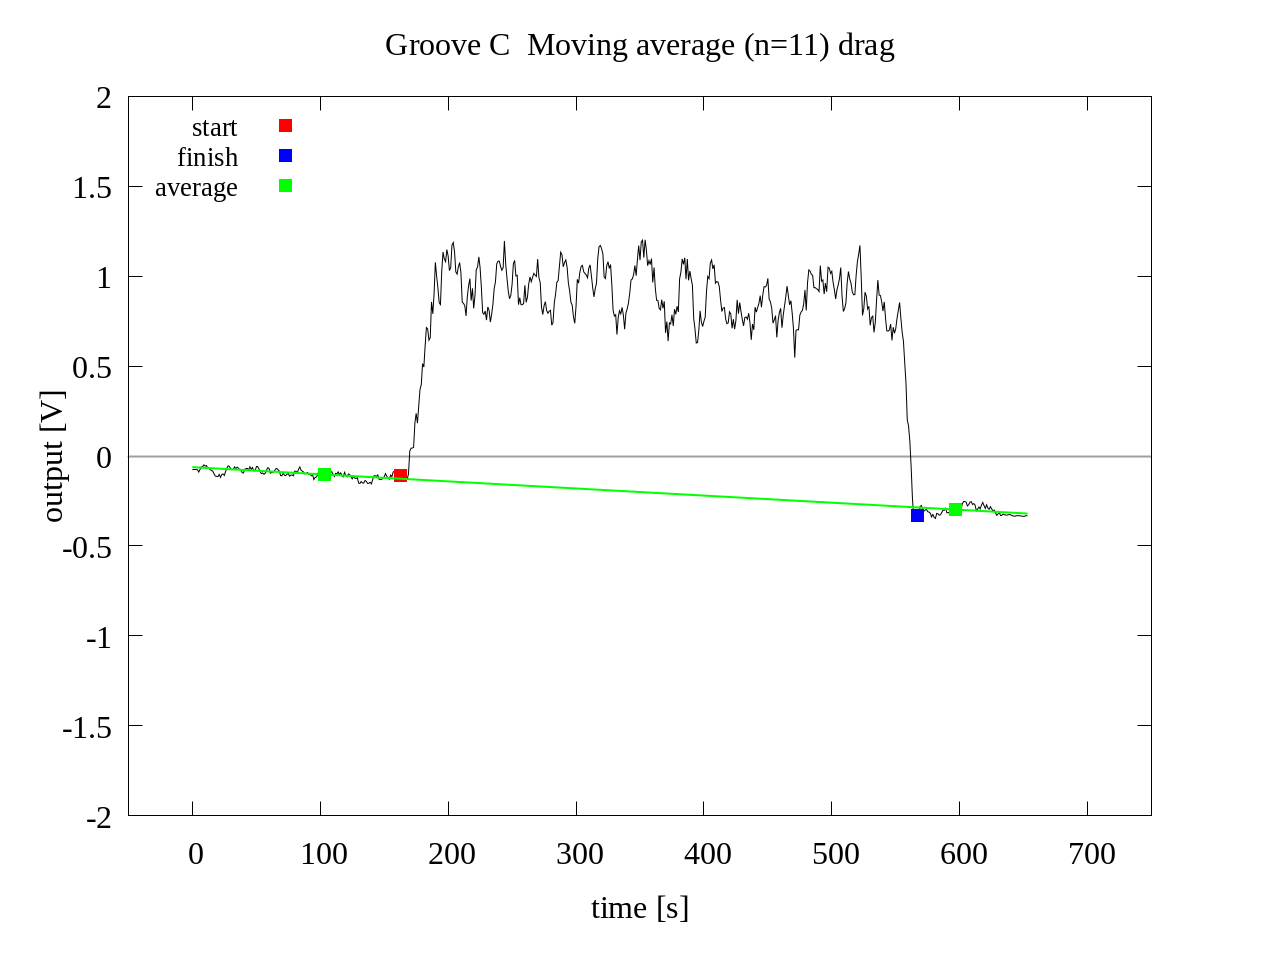 Groove C  Moving average (n=11) drag
start
finish
average
2
1.5
1
0.5
0
-0.5
-1
-1.5
-2
output [V]
0 100 200 300 400 500 600 700
time [s]